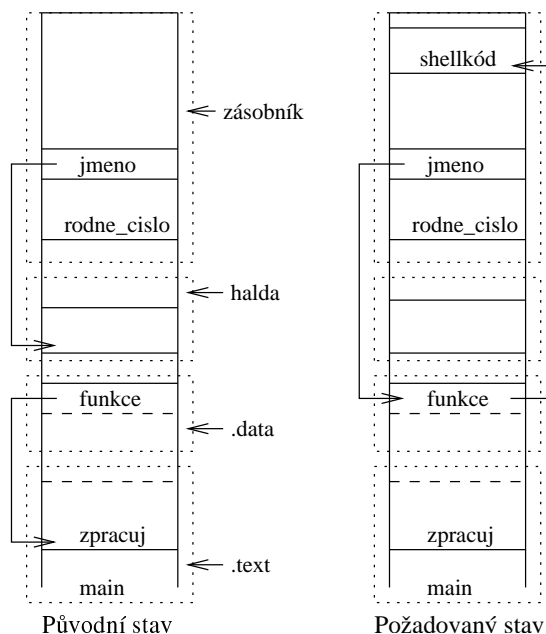 shellkód
zásobník
jmeno
jmeno
rodne_cislo
rodne_cislo
halda
funkce
funkce
.data
zpracuj
zpracuj
.text
main
main
Původní stav
Požadovaný stav